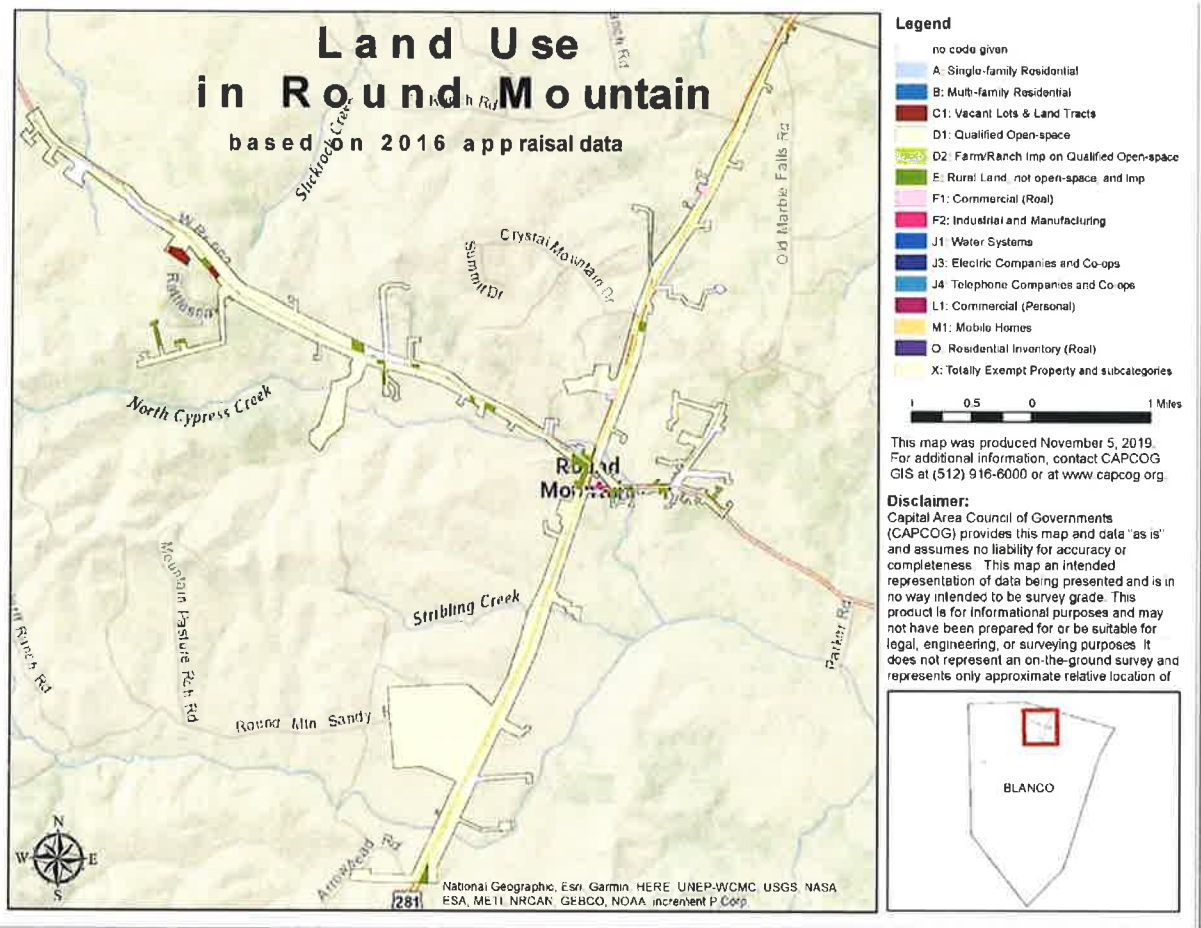 Land Use
in Round Mountain
based on 2016 appraisal data
Slickrock Creek
Ranch Rd
Old Marble Falls Rd
Crystal Mountain Dr
Summit Dr
North Cypress Creek
Round
Mountain
Stribling Creek
Mountain Pasture Rch Rd
Ranch Rd
Round Mtn Sandy
Parker Rd
Arrowhead Rd
281
N
W
E
S
National Geographic, Esri, Garmin, HERE, UNEP-WCMC, USGS, NASA,
ESA, METI, NRCAN, GEBCO, NOAA, increment P Corp.
Legend
no code given
A: Single-family Residential
B: Multi-family Residential
C1: Vacant Lots & Land Tracts
D1: Qualified Open-space
D2: Farm/Ranch Imp on Qualified Open-space
E: Rural Land, not open-space, and Imp
F1: Commercial (Real)
F2: Industrial and Manufacturing
J1: Water Systems
J3: Electric Companies and Co-ops
J4: Telephone Companies and Co-ops
L1: Commercial (Personal)
M1: Mobile Homes
O: Residential Inventory (Real)
X: Totally Exempt Property and subcategories
1 0.5 0 1 Miles
This map was produced November 5, 2019.
For additional information, contact CAPCOG
GIS at (512) 916-6000 or at www.capcog.org.
Disclaimer:
Capital Area Council of Governments
(CAPCOG) provides this map and data "as is"
and assumes no liability for accuracy or
completeness. This map an intended
representation of data being presented and is in
no way intended to be survey grade. This
product is for informational purposes and may
not have been prepared for or be suitable for
legal, engineering, or surveying purposes. It
does not represent an on-the-ground survey and
represents only approximate relative location of
BLANCO